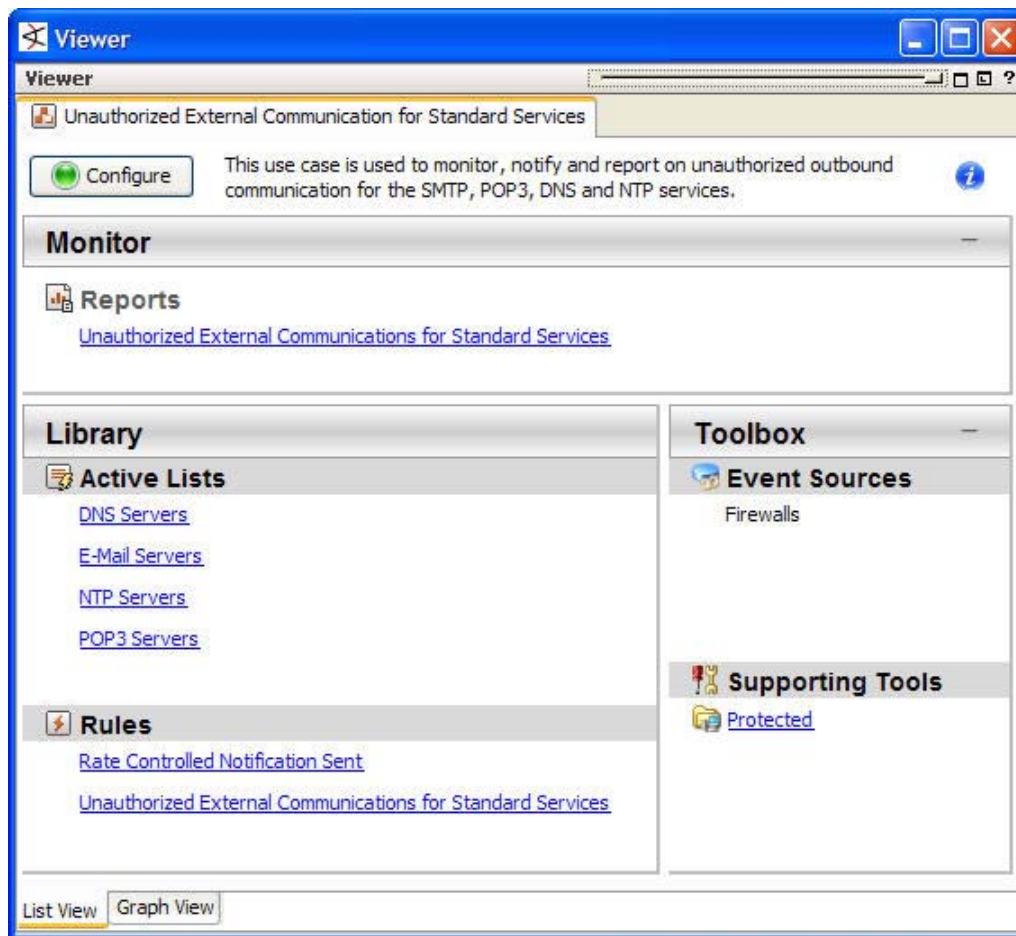 Viewer
Viewer
?
Unauthorized External Communication for Standard Services
Configure
This use case is used to monitor, notify and report on unauthorized outbound
communication for the SMTP, POP3, DNS and NTP services.
i
Monitor
Reports
Unauthorized External Communications for Standard Services
Library
Active Lists
DNS Servers
E-Mail Servers
NTP Servers
POP3 Servers
Rules
Rate Controlled Notification Sent
Unauthorized External Communications for Standard Services
Toolbox
Event Sources
Firewalls
Supporting Tools
Protected
List View
Graph View